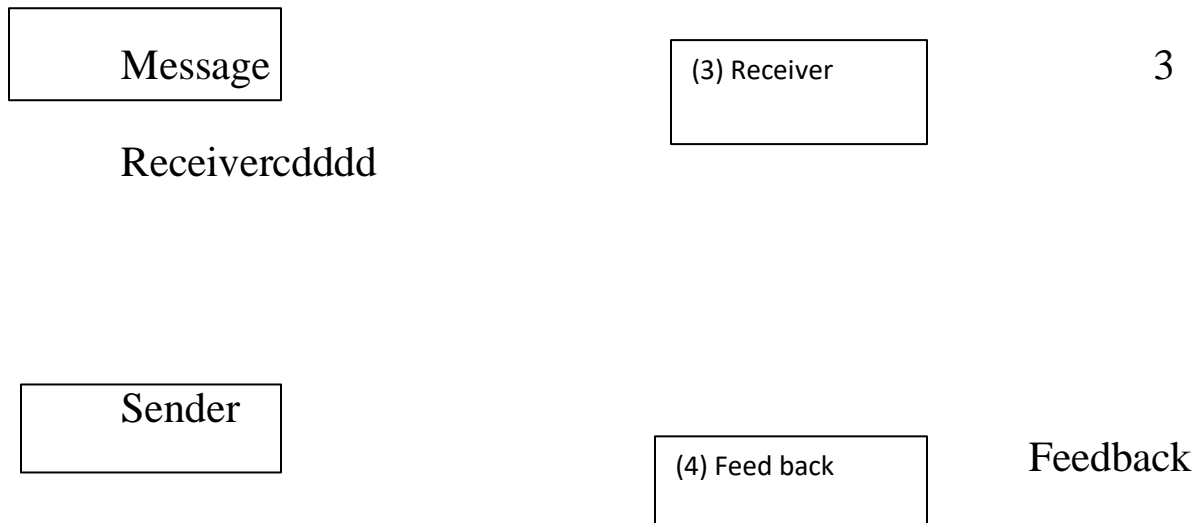 Message
(3) Receiver
3
Receivercdddd
Sender
(4) Feed back
Feedback